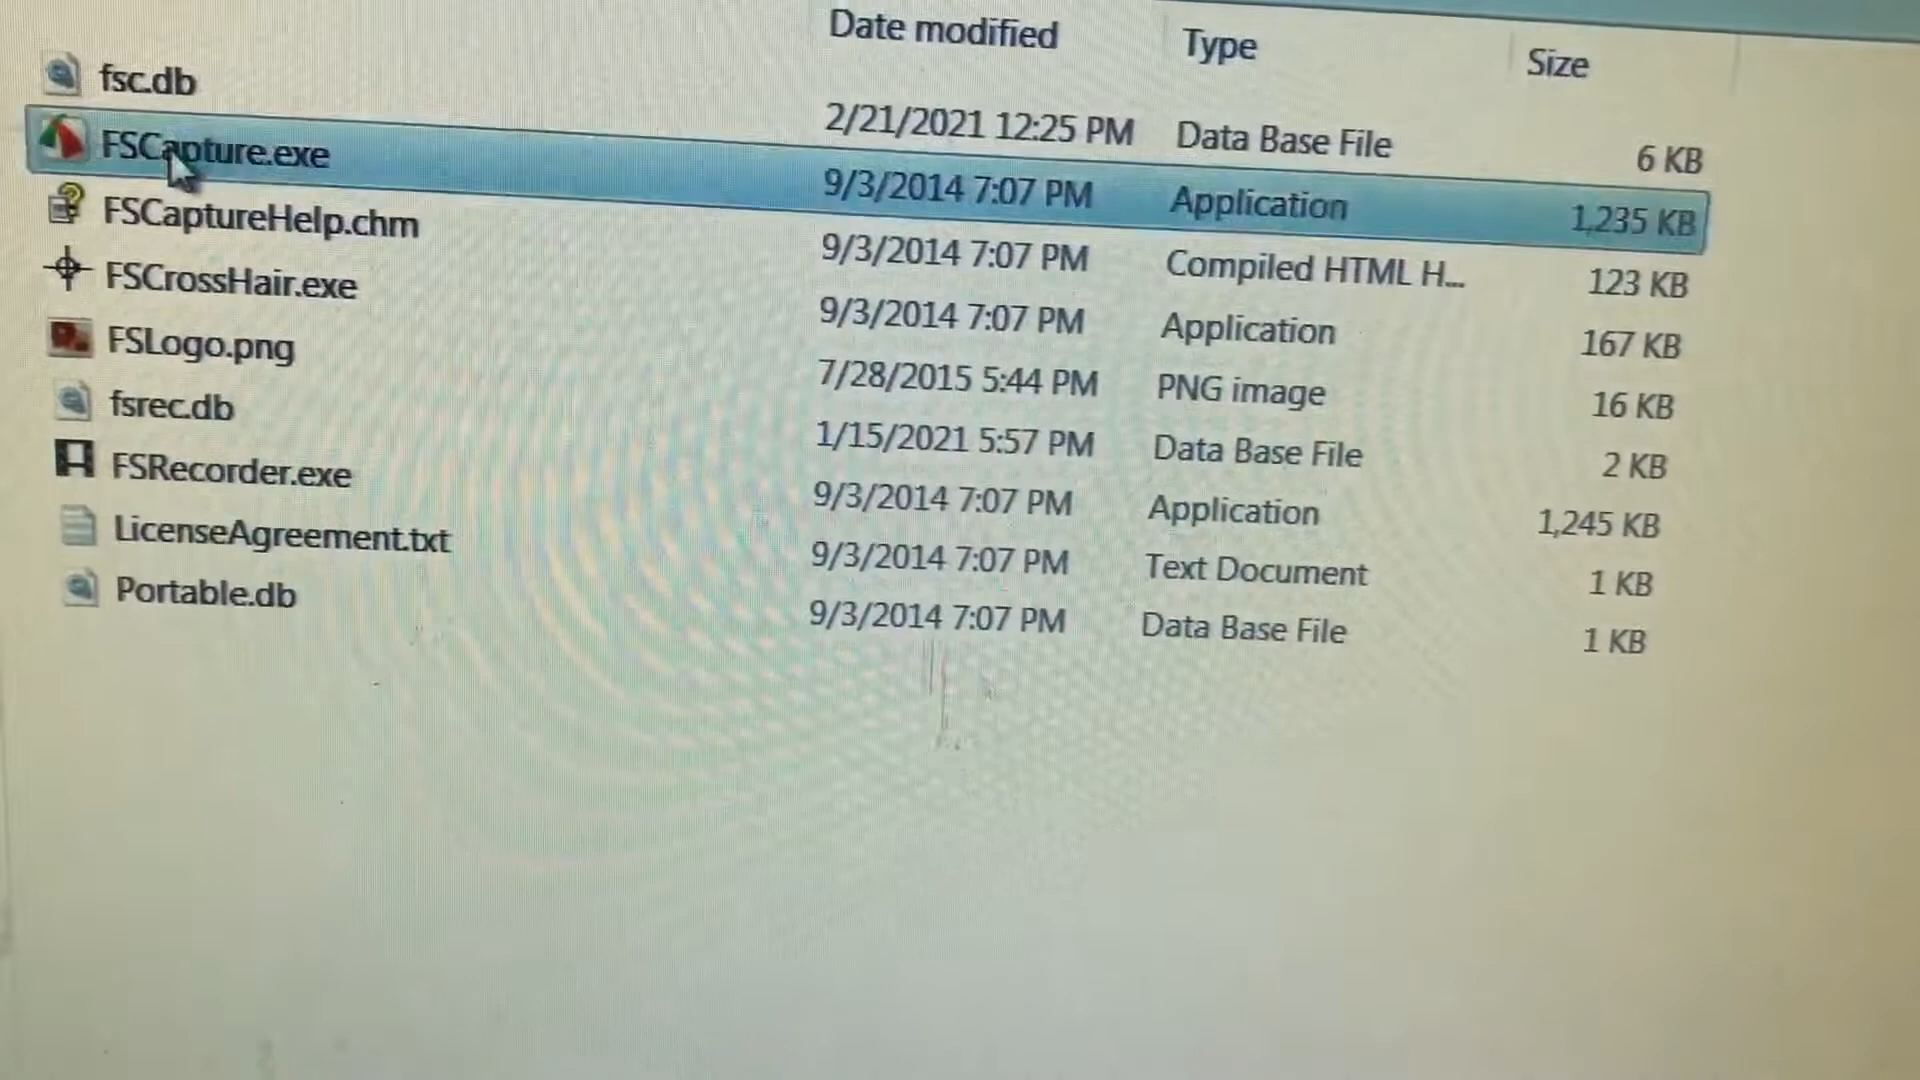 Date modified Type Size
fsc.db 2/21/2021 12:25 PM Data Base File 6 KB
FSCapture.exe 9/3/2014 7:07 PM Application 1,235 KB
FSCaptureHelp.chm 9/3/2014 7:07 PM Compiled HTML H... 123 KB
FSCrossHair.exe 9/3/2014 7:07 PM Application 167 KB
FSLogo.png 7/28/2015 5:44 PM PNG image 16 KB
fsrec.db 1/15/2021 5:57 PM Data Base File 2 KB
FSRecorder.exe 9/3/2014 7:07 PM Application 1,245 KB
LicenseAgreement.txt 9/3/2014 7:07 PM Text Document 1 KB
Portable.db 9/3/2014 7:07 PM Data Base File 1 KB